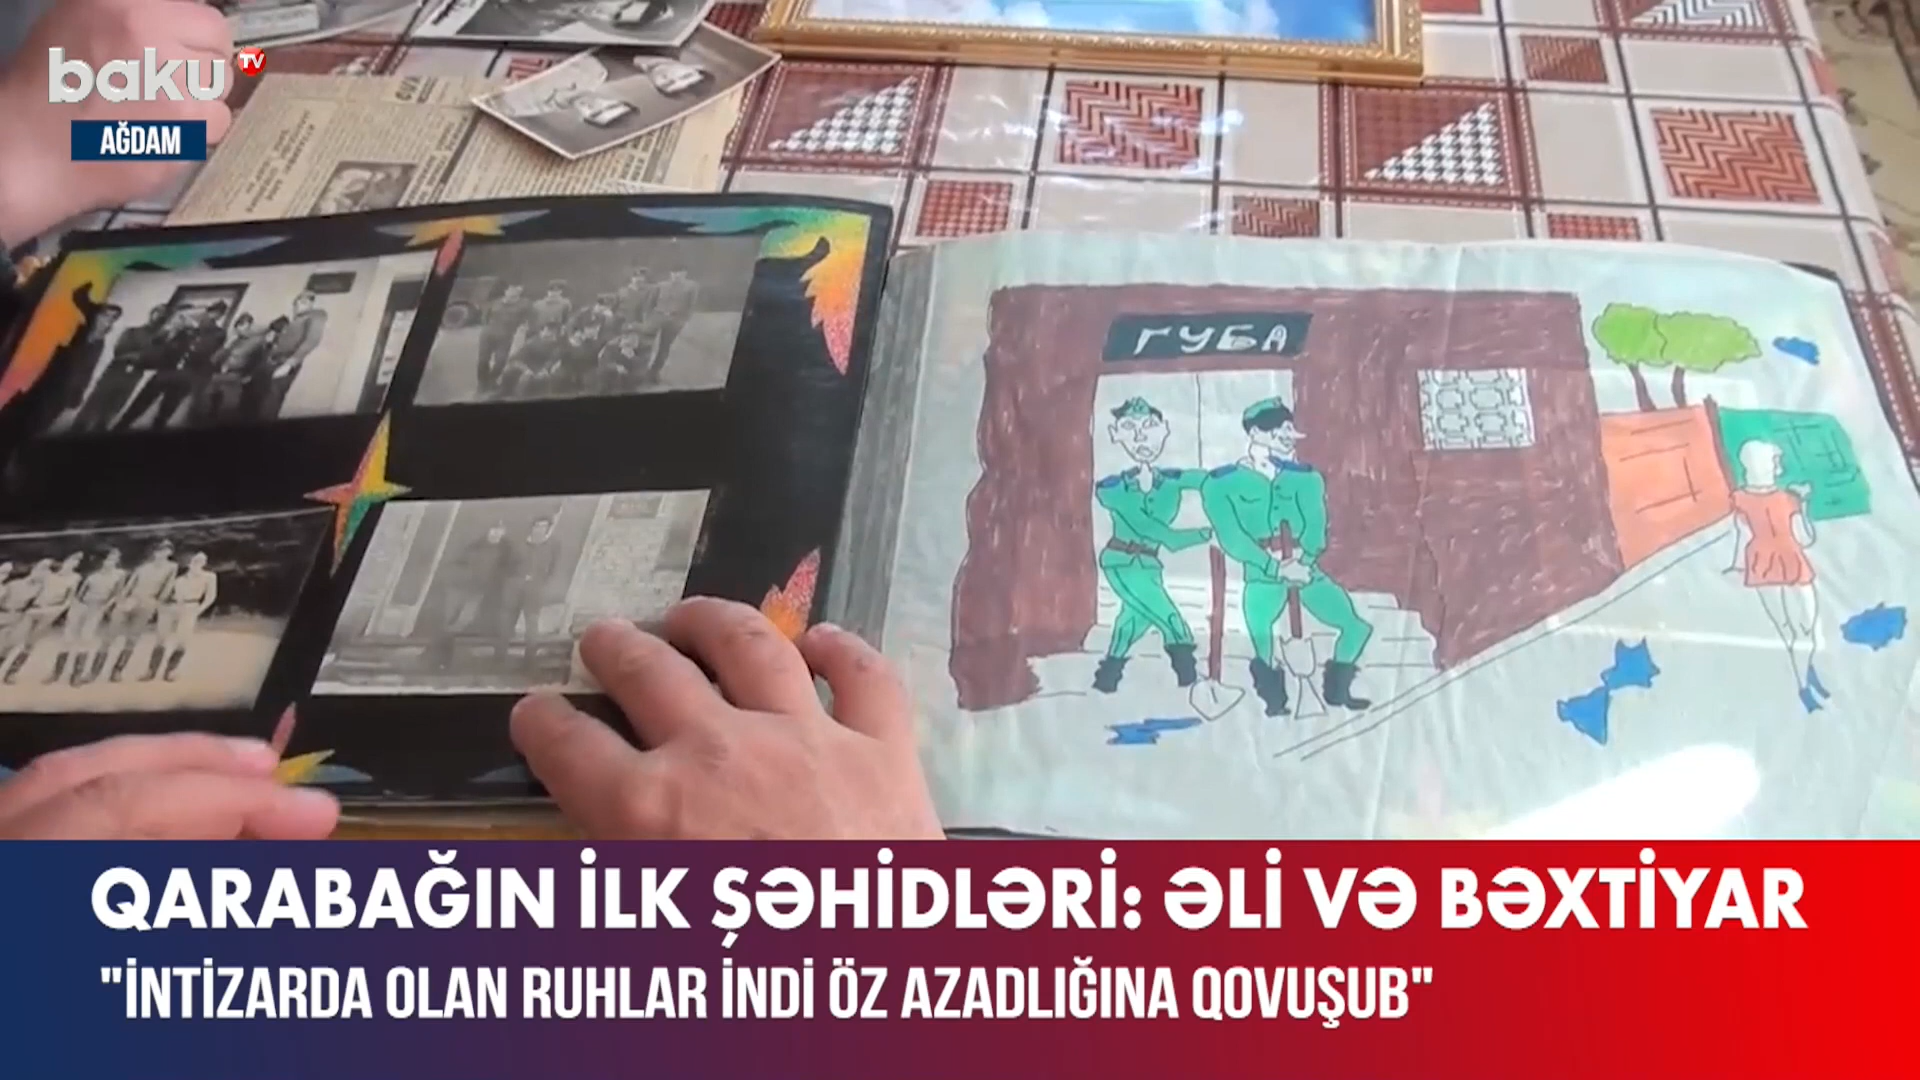 baku TV
AĞDAM
ГУБА
QARABAĞIN İLK ŞƏHİDLƏRİ: ƏLİ VƏ BƏXTİYAR
"İNTİZARDA OLAN RUHLAR İNDİ ÖZ AZADLIĞINA QOVUŞUB"